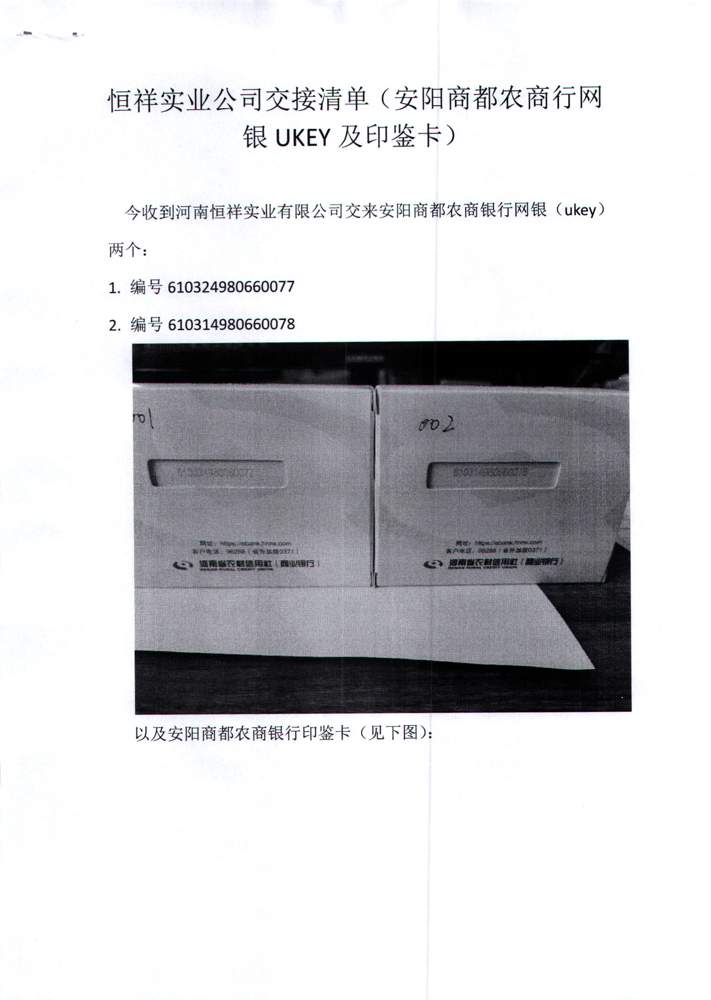 恒祥实业公司交接清单（安阳商都农商行网
银 UKEY 及印鉴卡）
今收到河南恒祥实业有限公司交来安阳商都农商银行网银（ukey）
两个：
1. 编号 610324980660077
2. 编号 610314980660078
001
002
610314980660078
网址：https://ebank.hnnx.com
客户电话：96288（省外加拨0371）
河南省农村信用社（商业银行）
HENAN RURAL CREDIT UNION
网址：https://ebank.hnnx.com
客户电话：96288（省外加拨0371）
河南省农村信用社（商业银行）
HENAN RURAL CREDIT UNION
以及安阳商都农商银行印鉴卡（见下图）：